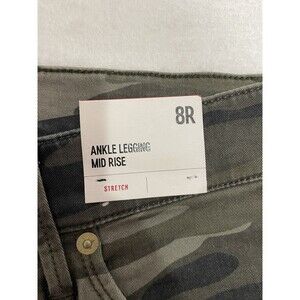 8R
ANKLE LEGGING
MID RISE
STRETCH